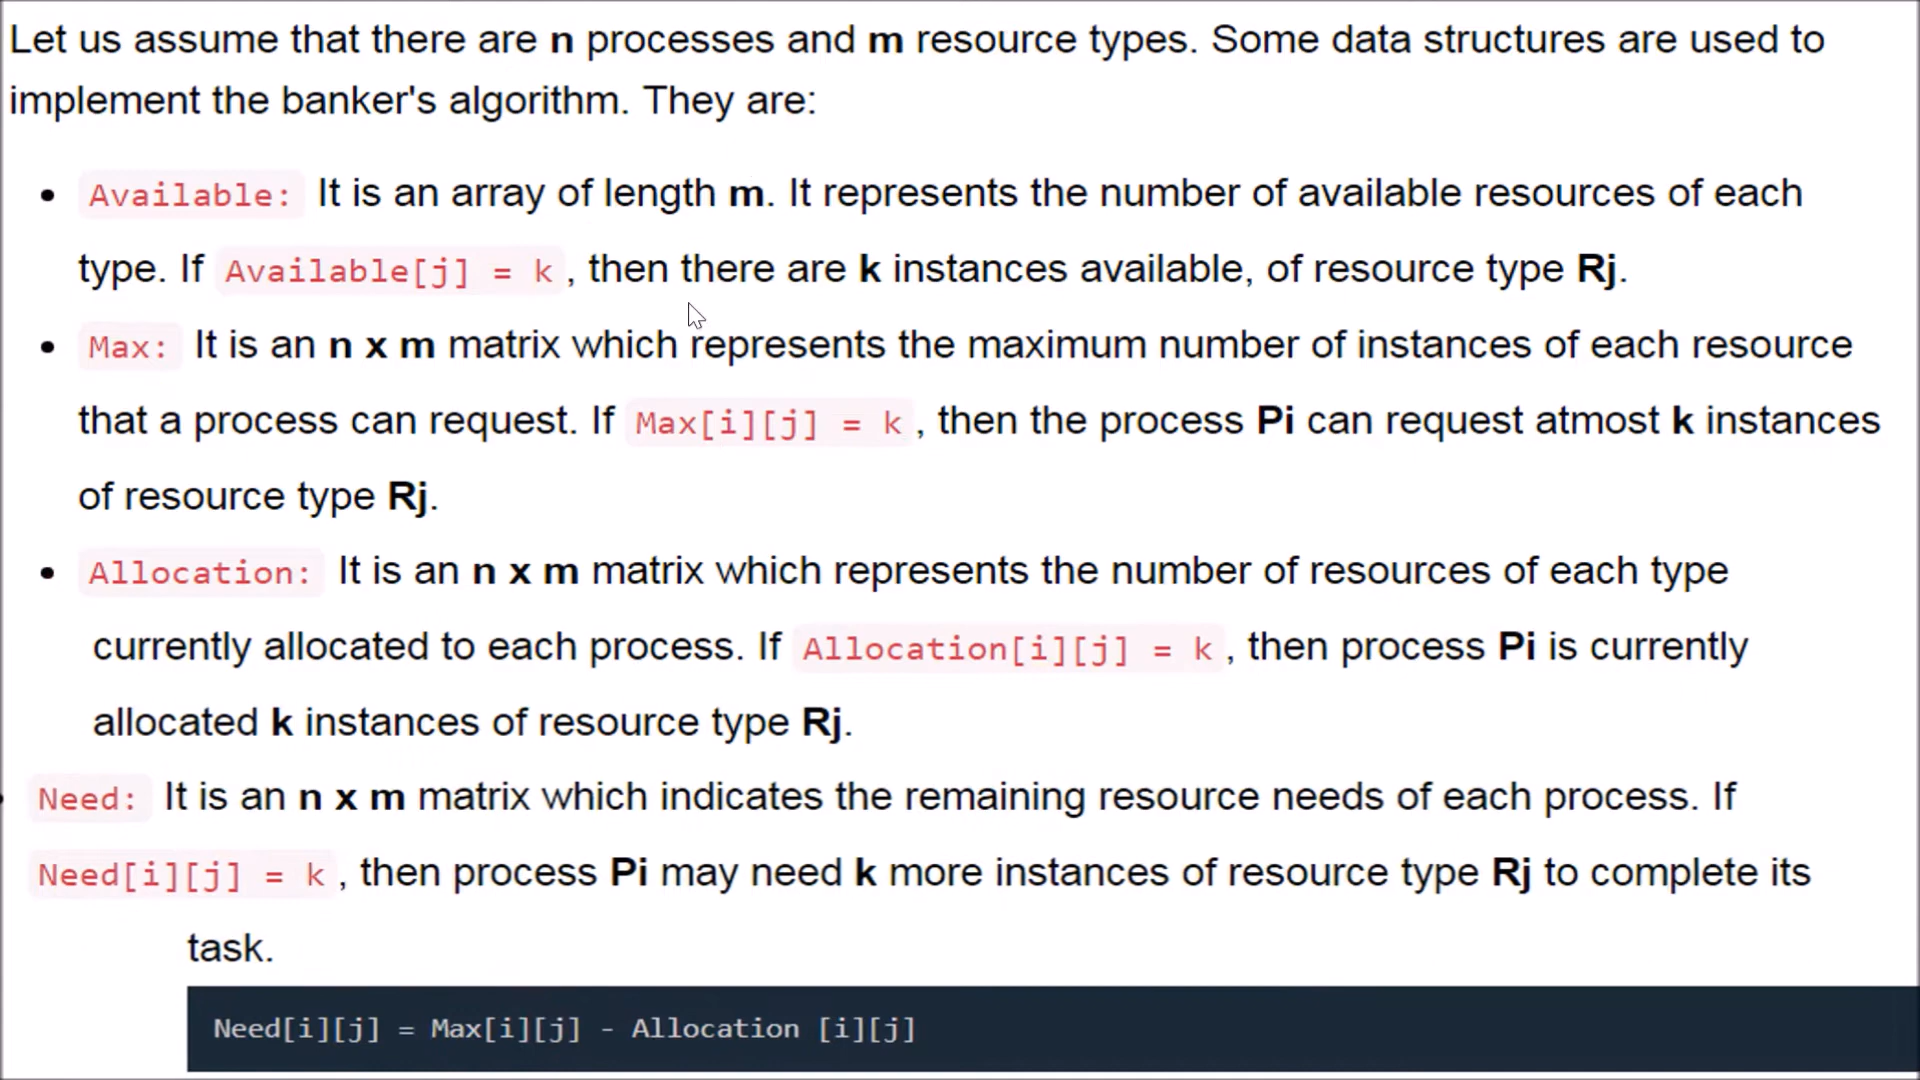 Let us assume that there are n processes and m resource types. Some data structures are used to
implement the banker's algorithm. They are:
Available: It is an array of length m. It represents the number of available resources of each
type. If Available[j] = k, then there are k instances available, of resource type Rj.
Max: It is an n x m matrix which represents the maximum number of instances of each resource
that a process can request. If Max[i][j] = k, then the process Pi can request atmost k instances
of resource type Rj.
Allocation: It is an n x m matrix which represents the number of resources of each type
currently allocated to each process. If Allocation[i][j] = k, then process Pi is currently
allocated k instances of resource type Rj.
Need: It is an n x m matrix which indicates the remaining resource needs of each process. If
Need[i][j] = k, then process Pi may need k more instances of resource type Rj to complete its
task.
Need[i][j] = Max[i][j] - Allocation [i][j]